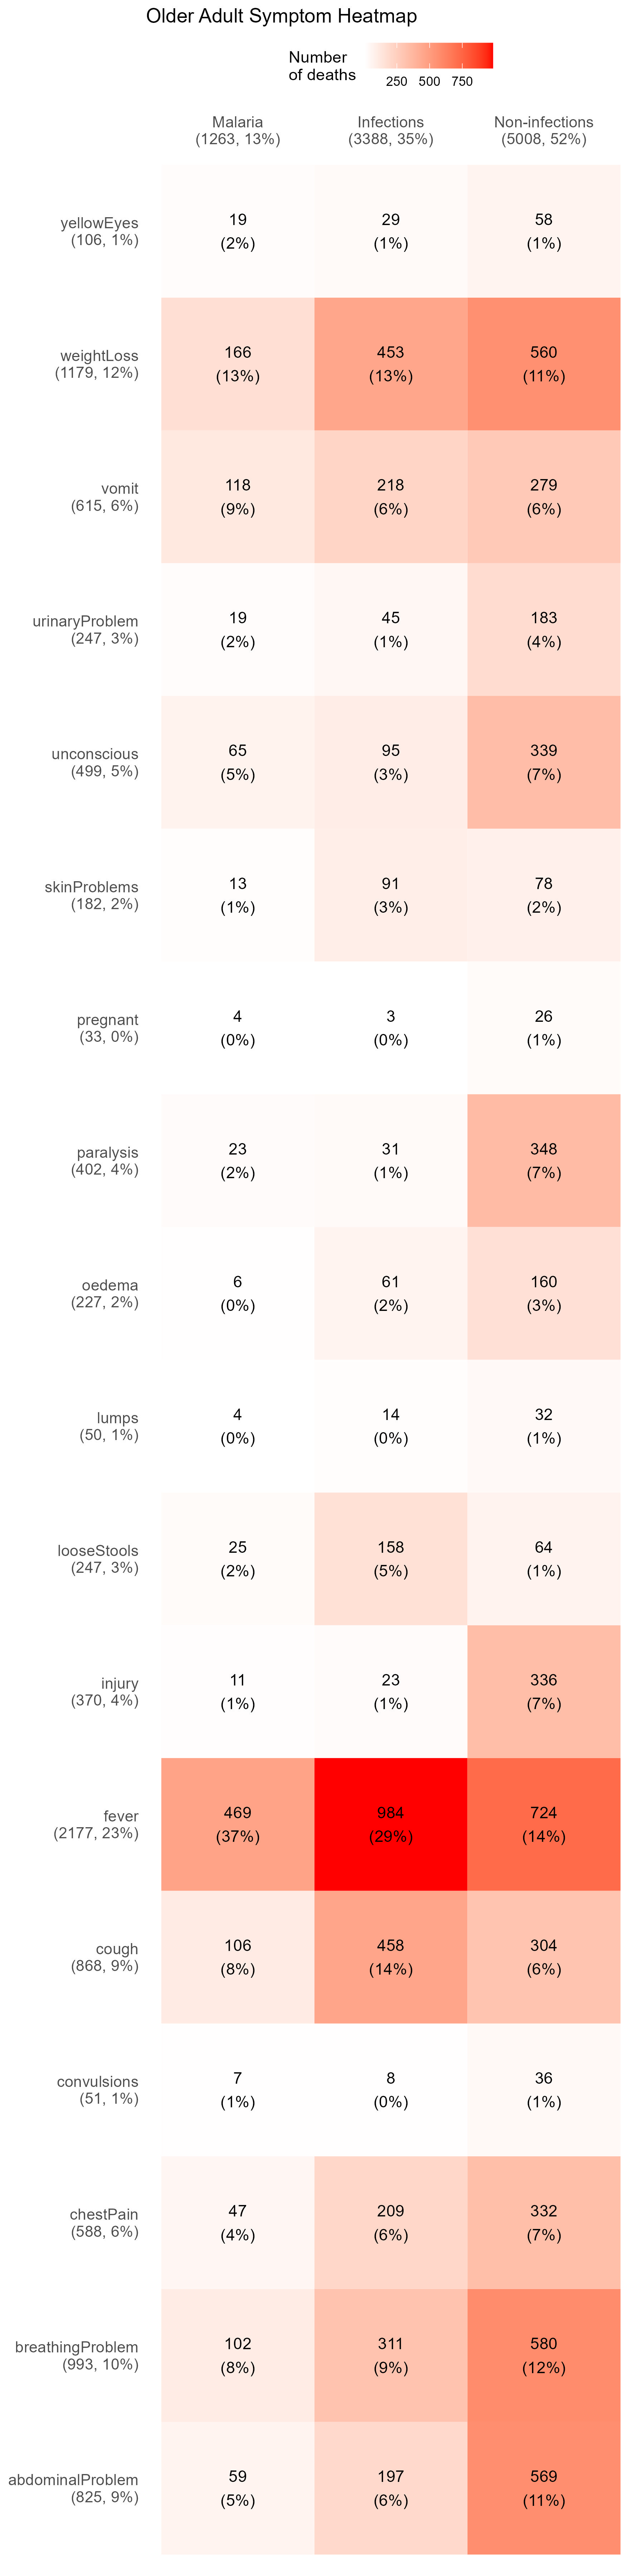 Older Adult Symptom Heatmap
Number
of deaths
250 500 750
Malaria Infections Non-infections
(1263, 13%) (3388, 35%) (5008, 52%)
yellowEyes 19 29 58
(106, 1%) (2%) (1%) (1%)
weightLoss 166 453 560
(1179, 12%) (13%) (13%) (11%)
vomit 118 218 279
(615, 6%) (9%) (6%) (6%)
urinaryProblem 19 45 183
(247, 3%) (2%) (1%) (4%)
unconscious 65 95 339
(499, 5%) (5%) (3%) (7%)
skinProblems 13 91 78
(182, 2%) (1%) (3%) (2%)
pregnant 4 3 26
(33, 0%) (0%) (0%) (1%)
paralysis 23 31 348
(402, 4%) (2%) (1%) (7%)
oedema 6 61 160
(227, 2%) (0%) (2%) (3%)
lumps 4 14 32
(50, 1%) (0%) (0%) (1%)
looseStools 25 158 64
(247, 3%) (2%) (5%) (1%)
injury 11 23 336
(370, 4%) (1%) (1%) (7%)
fever 469 984 724
(2177, 23%) (37%) (29%) (14%)
cough 106 458 304
(868, 9%) (8%) (14%) (6%)
convulsions 7 8 36
(51, 1%) (1%) (0%) (1%)
chestPain 47 209 332
(588, 6%) (4%) (6%) (7%)
breathingProblem 102 311 580
(993, 10%) (8%) (9%) (12%)
abdominalProblem 59 197 569
(825, 9%) (5%) (6%) (11%)